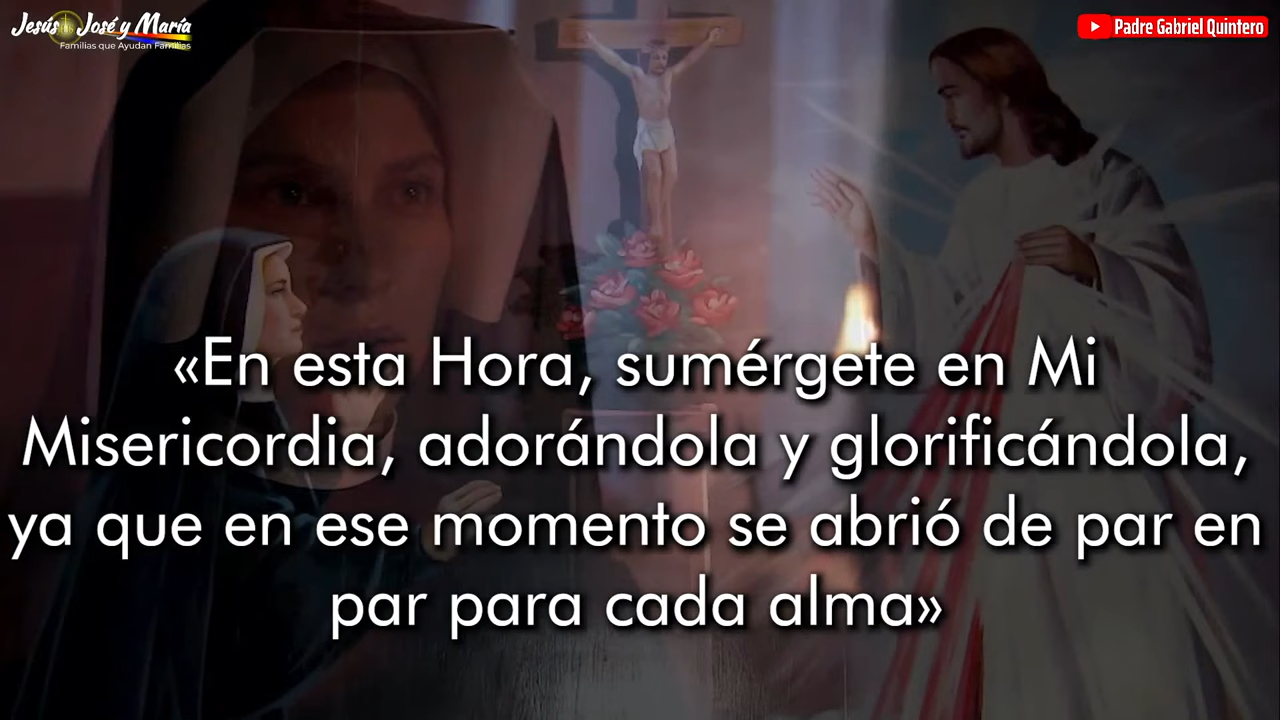 Jesús José y María
Familias que Ayudan Familias
Padre Gabriel Quintero
«En esta Hora, sumérgete en Mi
Misericordia, adorándola y glorificándola,
ya que en ese momento se abrió de par en
par para cada alma»